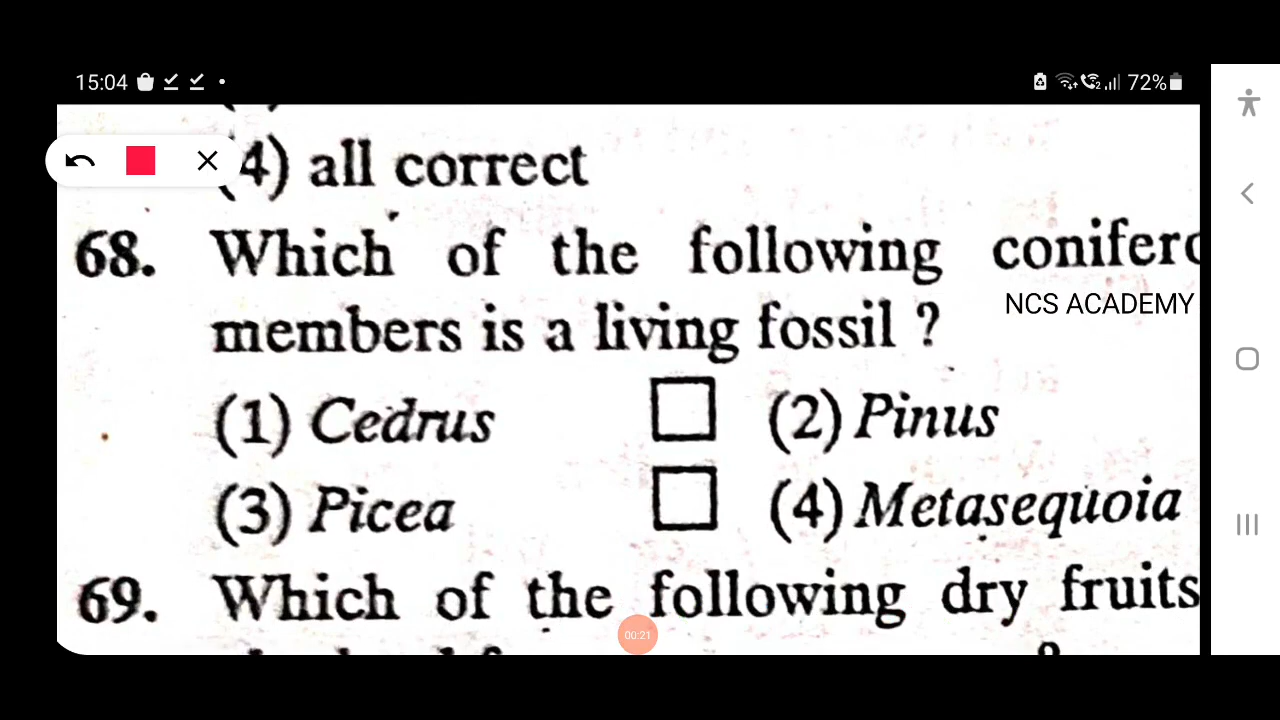 15:04 72%
(4) all correct
68. Which of the following conifero
NCS ACADEMY
members is a living fossil ?
(1) Cedrus (2) Pinus
(3) Picea (4) Metasequoia
69. Which of the following dry fruits
00:21